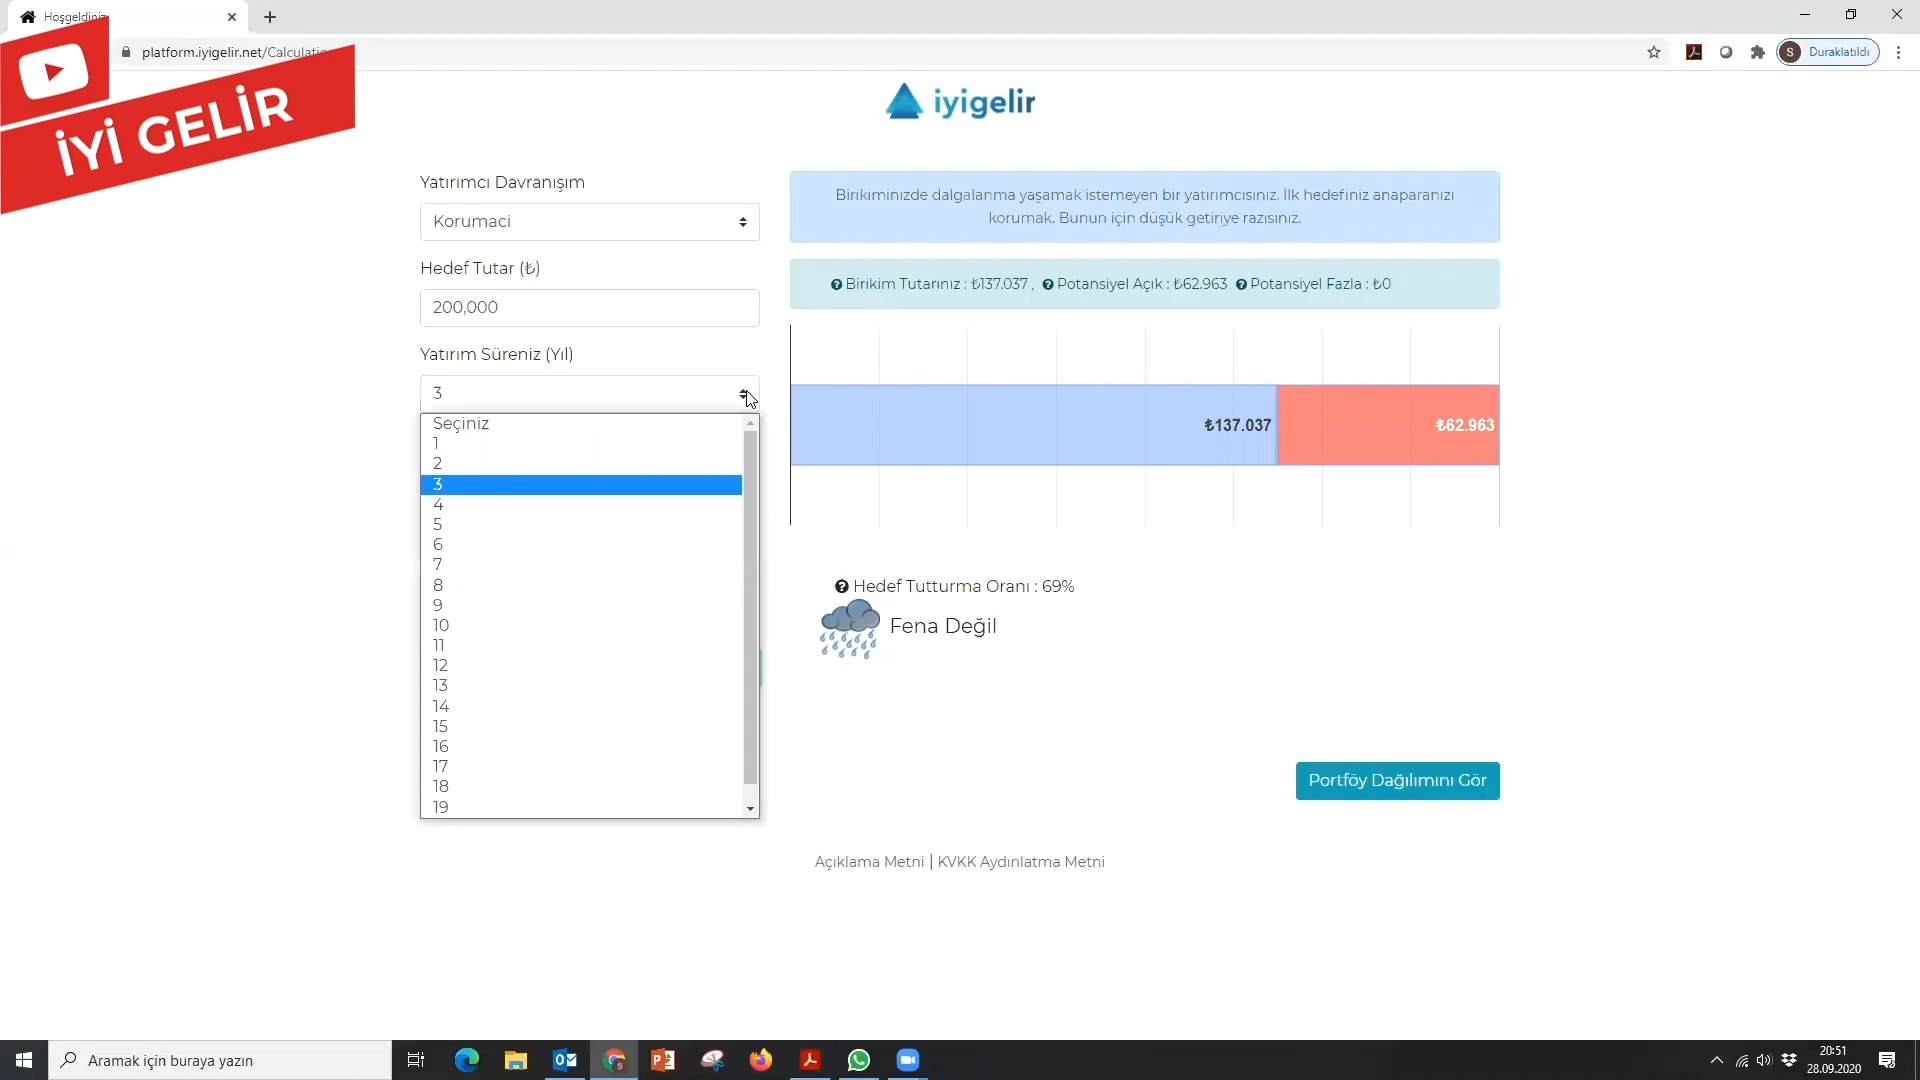 Hoşgeldiniz
platform.iyigelir.net/Calculatio
S Duraklatıldı
İYİ GELİR
iyigelir
Yatırımcı Davranışım
Korumaci
Hedef Tutar (₺)
200,000
Yatırım Süreniz (Yıl)
3
Seçiniz
1
2
3
4
5
6
7
8
9
10
11
12
13
14
15
16
17
18
19
Birikiminizde dalgalanma yaşamak istemeyen bir yatırımcısınız. İlk hedefiniz anaparanızı
korumak. Bunun için düşük getiriye razısınız.
Birikim Tutarınız : ₺137.037 , Potansiyel Açık : ₺62.963 Potansiyel Fazla : ₺0
₺137.037 ₺62.963
Hedef Tutturma Oranı : 69%
Fena Değil
Portföy Dağılımını Gör
Açıklama Metni | KVKK Aydınlatma Metni
Aramak için buraya yazın
20:51
28.09.2020